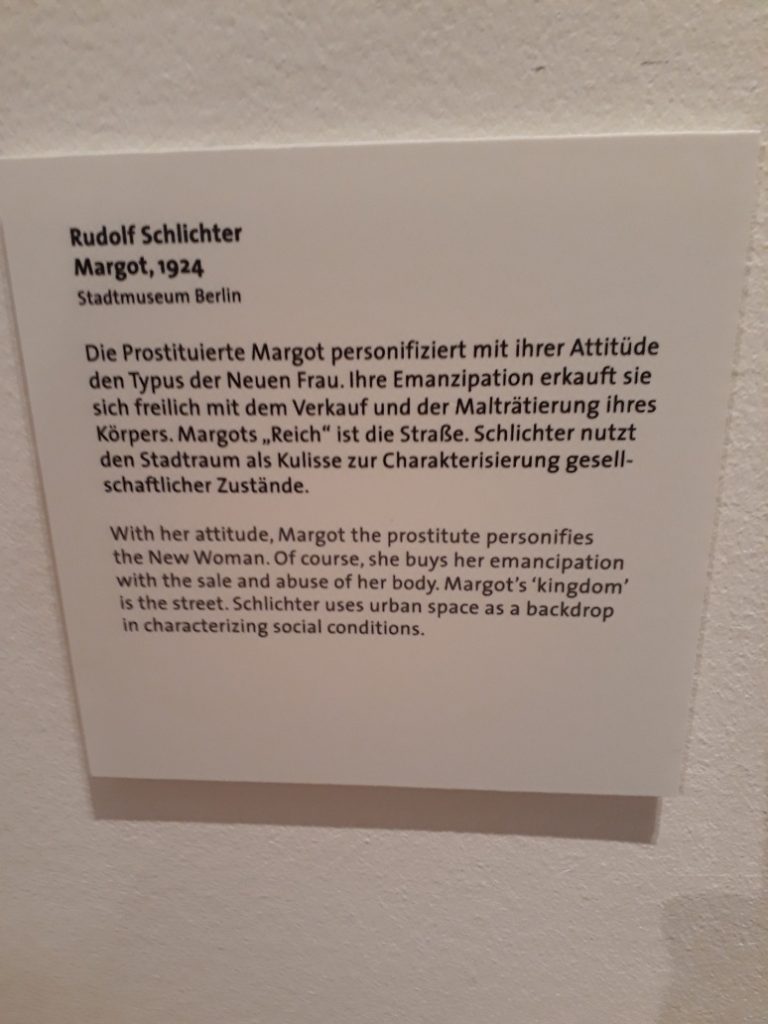 Rudolf Schlichter
Margot, 1924
Stadtmuseum Berlin
Die Prostituierte Margot personifiziert mit ihrer Attitüde
den Typus der Neuen Frau. Ihre Emanzipation erkauft sie
sich freilich mit dem Verkauf und der Malträtierung ihres
Körpers. Margots „Reich“ ist die Straße. Schlichter nutzt
den Stadtraum als Kulisse zur Charakterisierung gesell-
schaftlicher Zustände.
With her attitude, Margot the prostitute personifies
the New Woman. Of course, she buys her emancipation
with the sale and abuse of her body. Margot’s ‘kingdom’
is the street. Schlichter uses urban space as a backdrop
in characterizing social conditions.